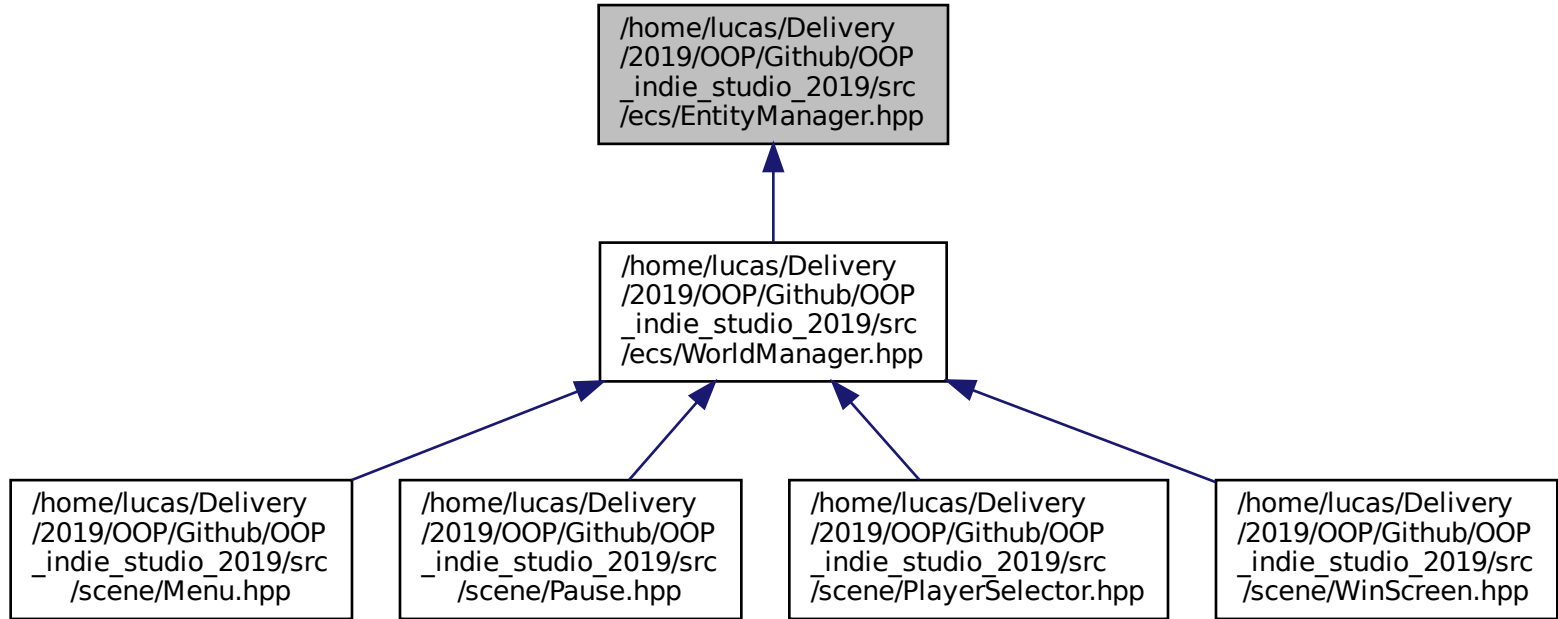 /home/lucas/Delivery
/2019/OOP/Github/OOP
_indie_studio_2019/src
/ecs/EntityManager.hpp
/home/lucas/Delivery
/2019/OOP/Github/OOP
_indie_studio_2019/src
/ecs/WorldManager.hpp
/home/lucas/Delivery
/2019/OOP/Github/OOP
_indie_studio_2019/src
/scene/Menu.hpp
/home/lucas/Delivery
/2019/OOP/Github/OOP
_indie_studio_2019/src
/scene/Pause.hpp
/home/lucas/Delivery
/2019/OOP/Github/OOP
_indie_studio_2019/src
/scene/PlayerSelector.hpp
/home/lucas/Delivery
/2019/OOP/Github/OOP
_indie_studio_2019/src
/scene/WinScreen.hpp